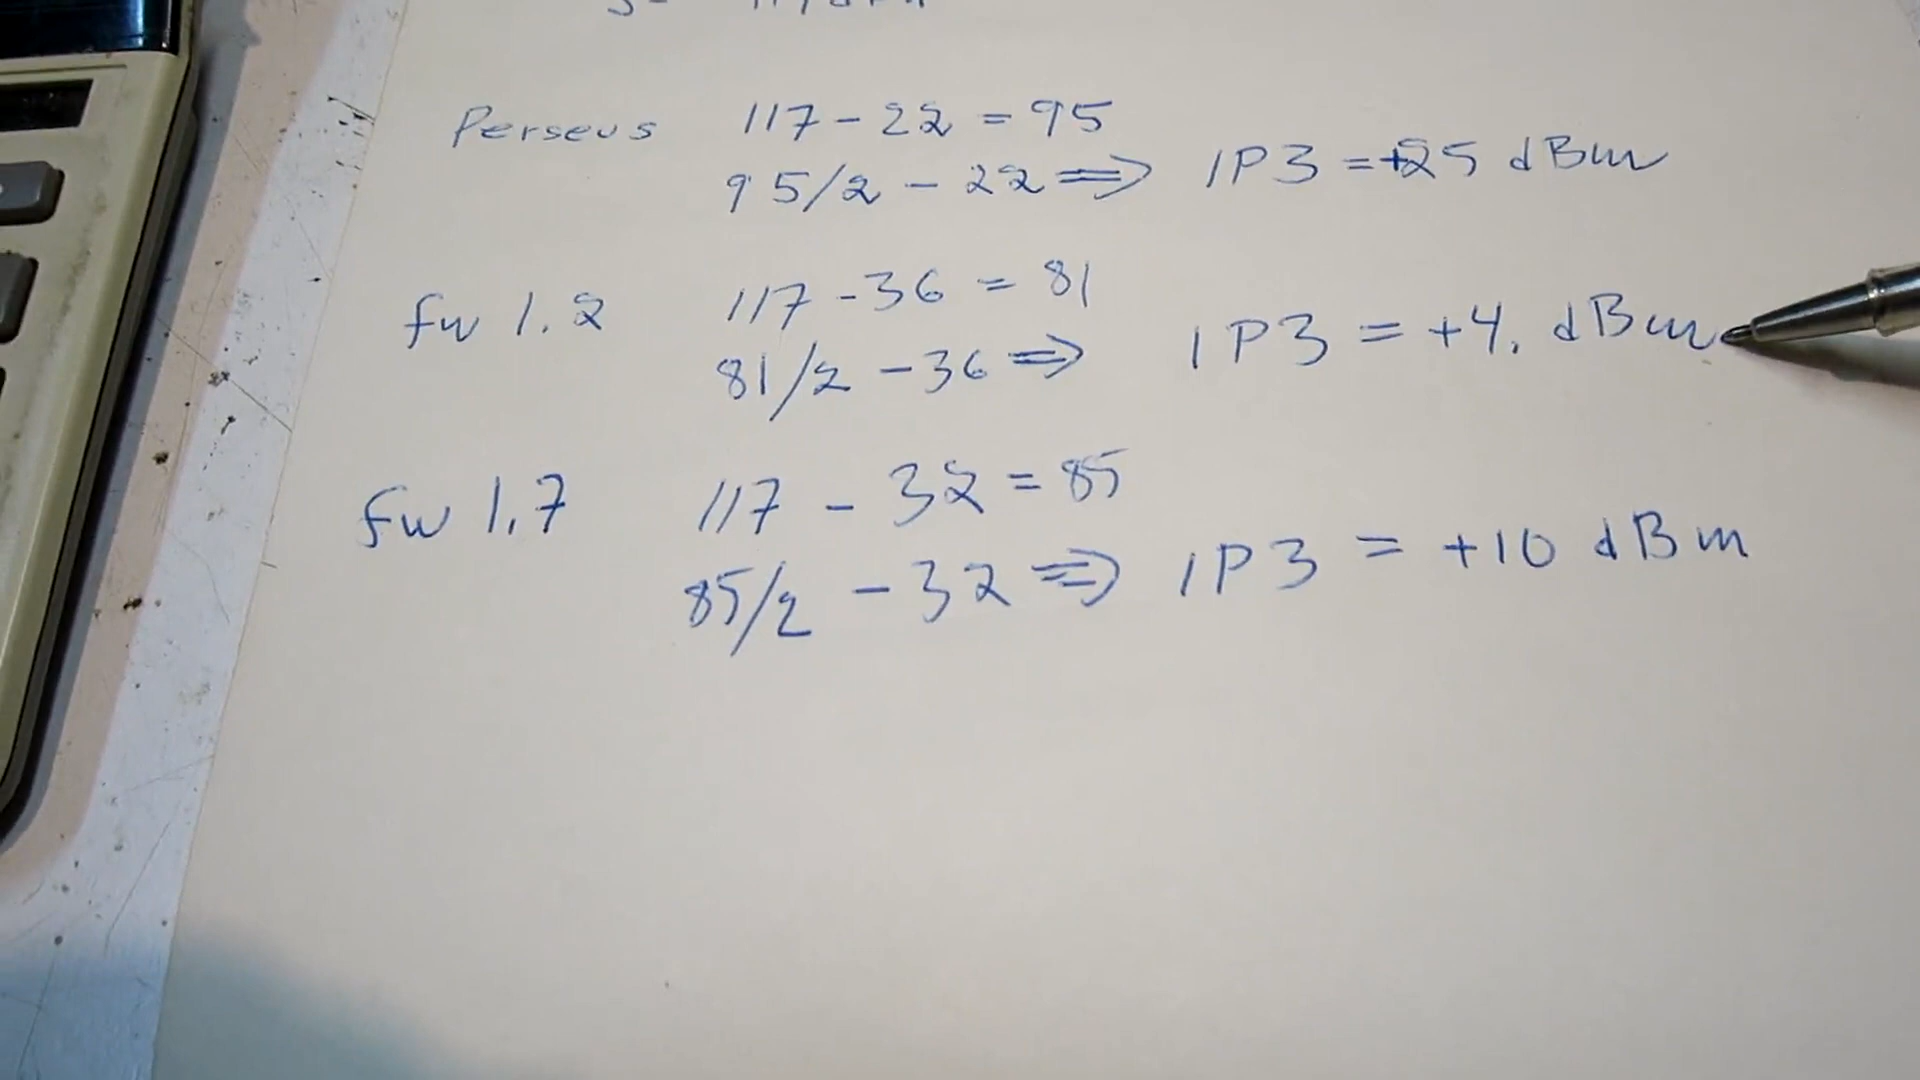 Perseus 117 - 22 = 95
95/2 - 22 ⇒ IP3 = +25 dBm
fw 1.2 117 - 36 = 81
81/2 - 36 ⇒ IP3 = +4. dBm
fw 1.7 117 - 32 = 85
85/2 - 32 ⇒ IP3 = +10 dBm